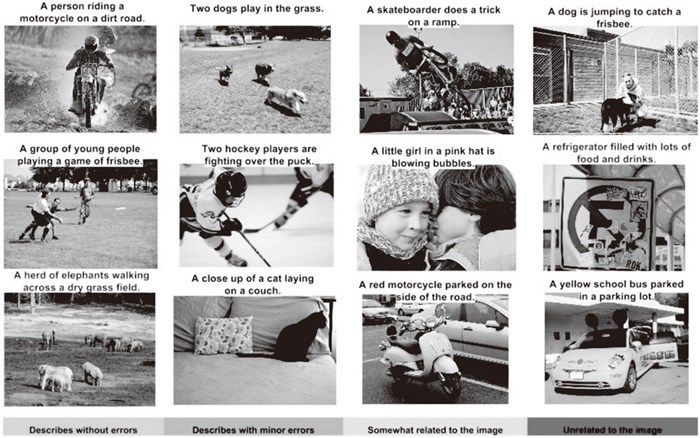 A person riding a
motorcycle on a dirt road.
Two dogs play in the grass.
A skateboarder does a trick
on a ramp.
A dog is jumping to catch a
frisbee.
A group of young people
playing a game of frisbee.
Two hockey players are
fighting over the puck.
A little girl in a pink hat is
blowing bubbles.
A refrigerator filled with lots of
food and drinks.
A herd of elephants walking
across a dry grass field.
A close up of a cat laying
on a couch.
A red motorcycle parked on the
side of the road.
A yellow school bus parked
in a parking lot.
Describes without errors
Describes with minor errors
Somewhat related to the image
Unrelated to the image